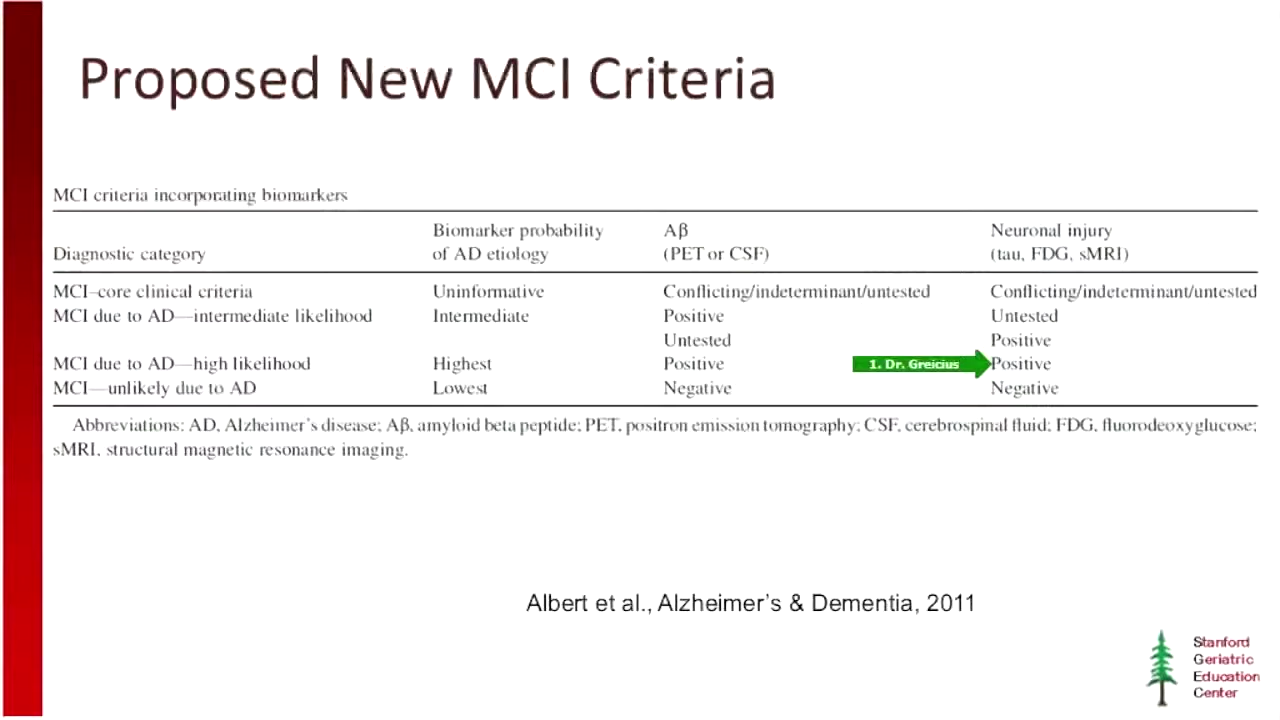 Proposed New MCI Criteria
MCI criteria incorporating biomarkers
Diagnostic category Biomarker probability of AD etiology Aβ (PET or CSF) Neuronal injury (tau, FDG, sMRI)
MCI–core clinical criteria Uninformative Conflicting/indeterminant/untested Conflicting/indeterminant/untested
MCI due to AD—intermediate likelihood Intermediate Positive Untested
Untested Positive
MCI due to AD—high likelihood Highest Positive 1. Dr. Greicius Positive
MCI—unlikely due to AD Lowest Negative Negative
Abbreviations: AD, Alzheimer's disease; Aβ, amyloid beta peptide; PET, positron emission tomography; CSF, cerebrospinal fluid; FDG, fluorodeoxyglucose;
sMRI, structural magnetic resonance imaging.
Albert et al., Alzheimer's & Dementia, 2011
Stanford
Geriatric
Education
Center